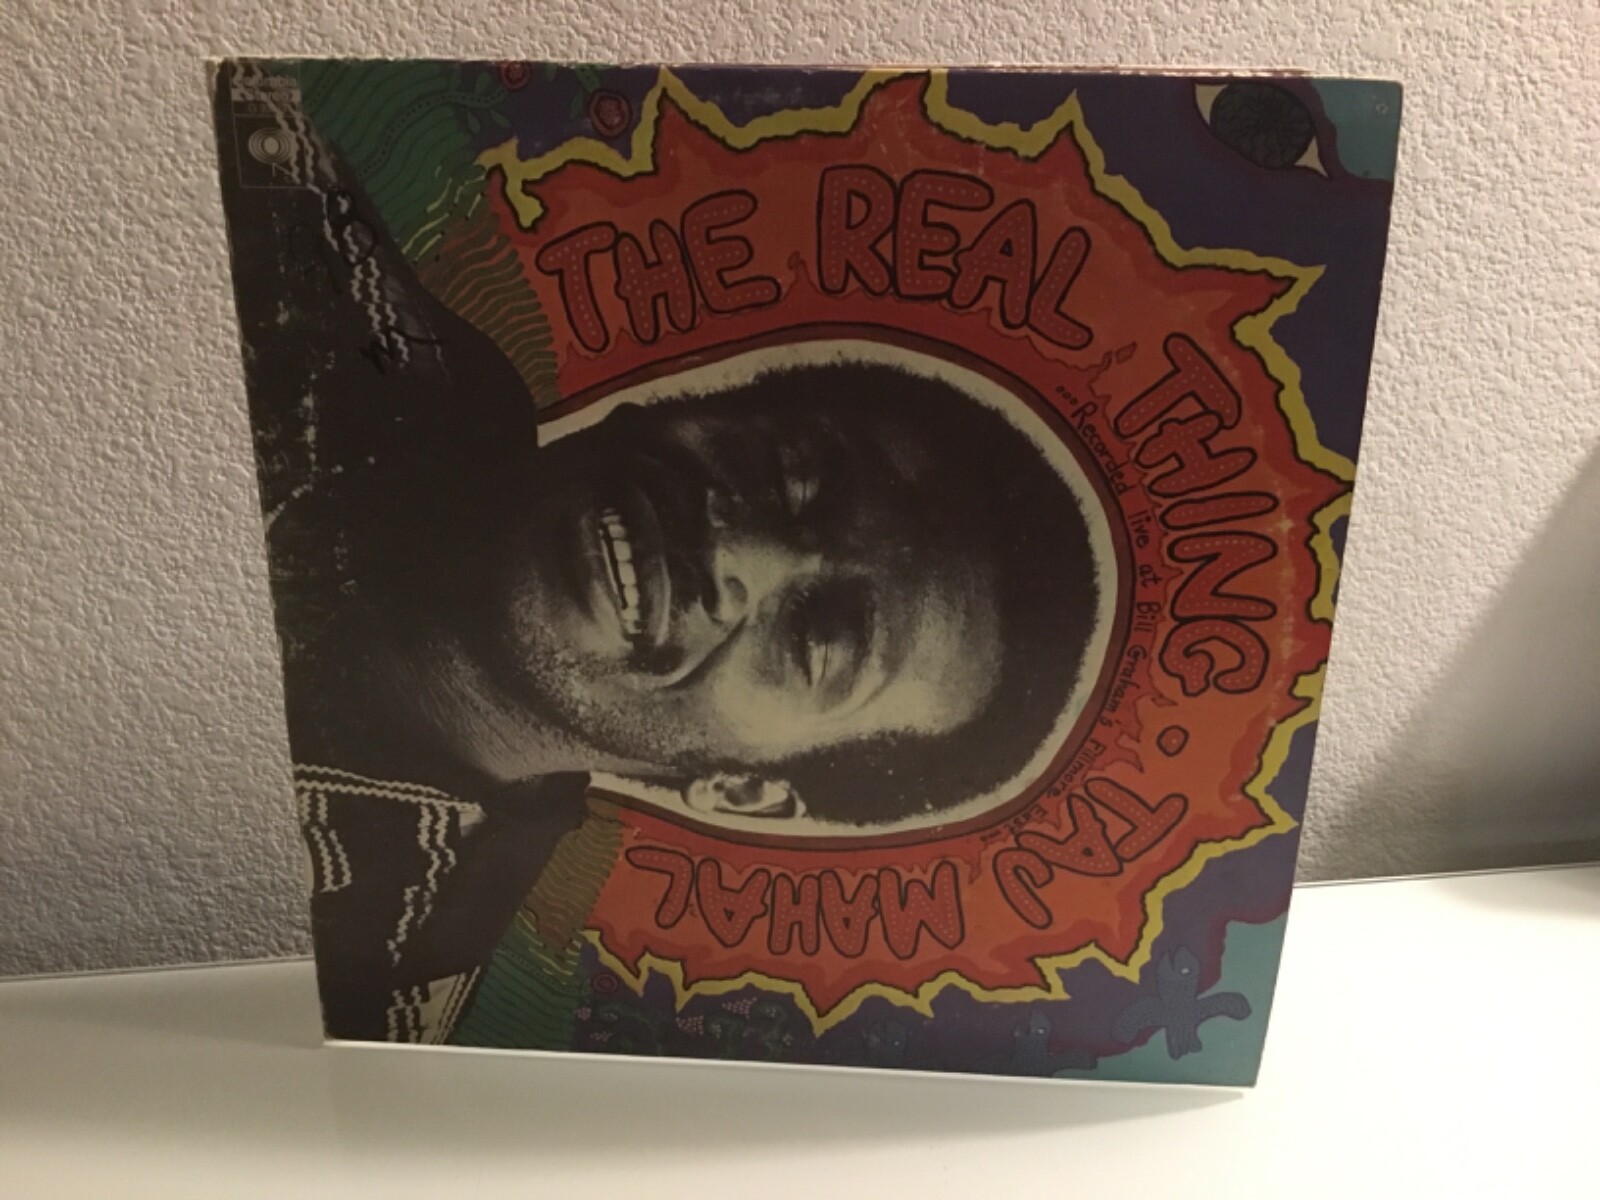 THE REAL THING • TAJ MAHAL
...Recorded live at Bill Graham's Fillmore East